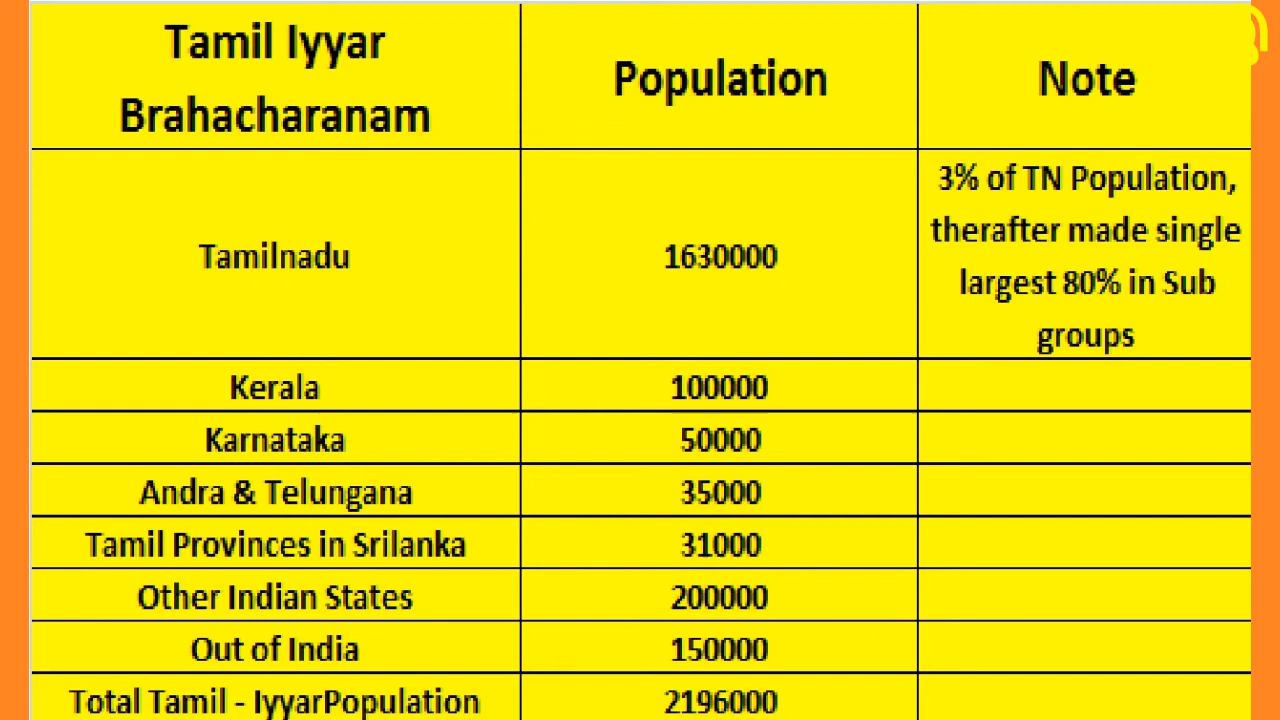 Tamil Iyyar
Brahacharanam
Population
Note
Tamilnadu
1630000
3% of TN Population,
therafter made single
largest 80% in Sub
groups
Kerala
100000
Karnataka
50000
Andra & Telungana
35000
Tamil Provinces in Srilanka
31000
Other Indian States
200000
Out of India
150000
Total Tamil - IyyarPopulation
2196000